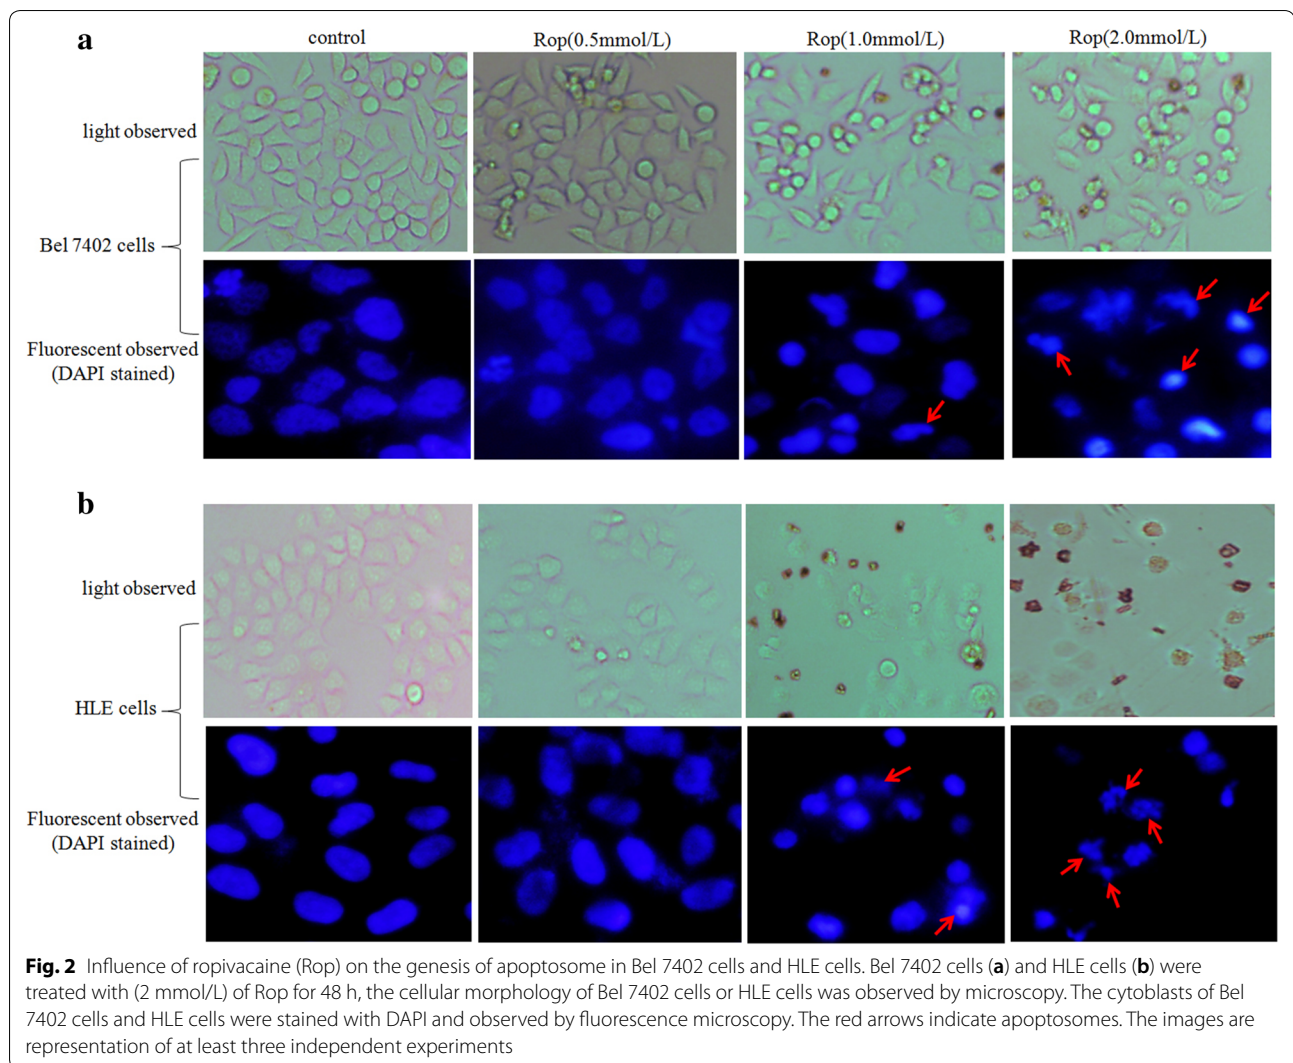 a
control
Rop(0.5mmol/L)
Rop(1.0mmol/L)
Rop(2.0mmol/L)
light observed
Bel 7402 cells
Fluorescent observed
(DAPI stained)
b
light observed
HLE cells
Fluorescent observed
(DAPI stained)
Fig. 2 Influence of ropivacaine (Rop) on the genesis of apoptosome in Bel 7402 cells and HLE cells. Bel 7402 cells (a) and HLE cells (b) were
treated with (2 mmol/L) of Rop for 48 h, the cellular morphology of Bel 7402 cells or HLE cells was observed by microscopy. The cytoblasts of Bel
7402 cells and HLE cells were stained with DAPI and observed by fluorescence microscopy. The red arrows indicate apoptosomes. The images are
representation of at least three independent experiments